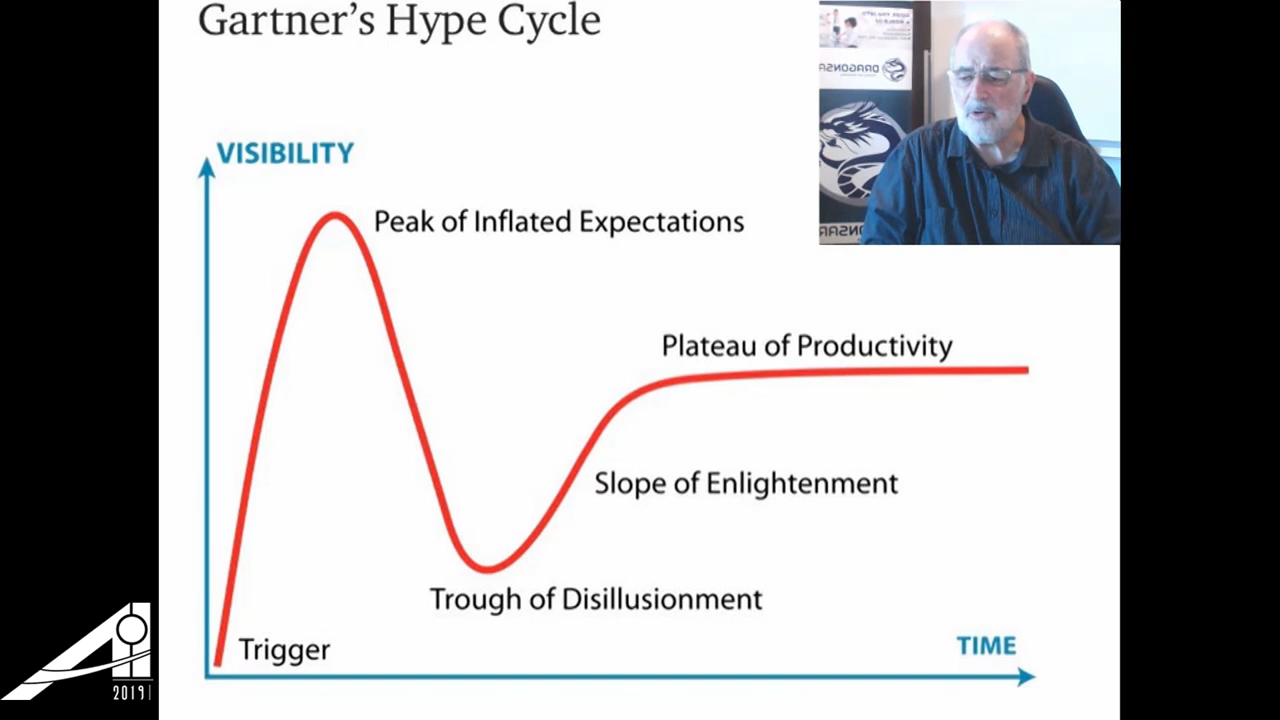 Gartner's Hype Cycle
VISIBILITY
Peak of Inflated Expectations
Plateau of Productivity
Slope of Enlightenment
Trough of Disillusionment
Trigger
TIME
2019